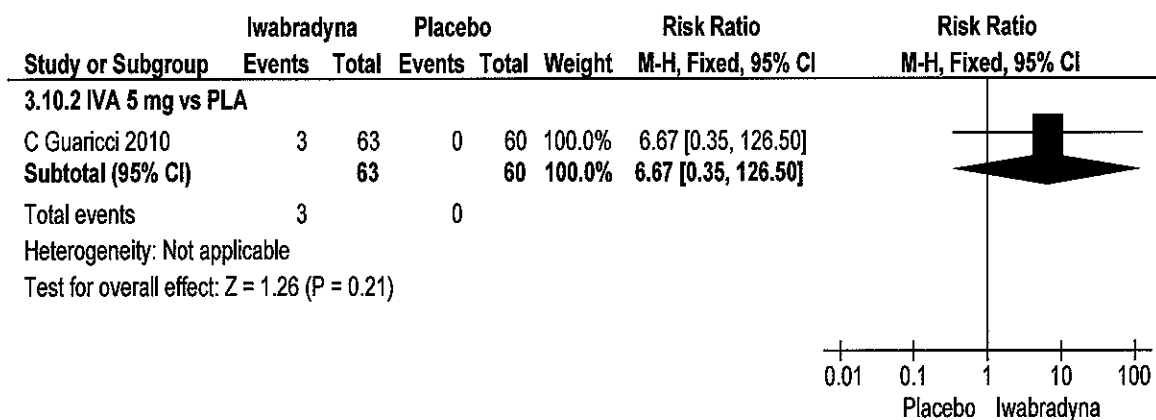 Iwabradyna Placebo Risk Ratio Risk Ratio
Study or Subgroup Events Total Events Total Weight M-H, Fixed, 95% CI M-H, Fixed, 95% CI
3.10.2 IVA 5 mg vs PLA
C Guaricci 2010 3 63 0 60 100.0% 6.67 [0.35, 126.50]
Subtotal (95% CI) 63 60 100.0% 6.67 [0.35, 126.50]
Total events 3 0
Heterogeneity: Not applicable
Test for overall effect: Z = 1.26 (P = 0.21)
0.01 0.1 1 10 100
Placebo Iwabradyna